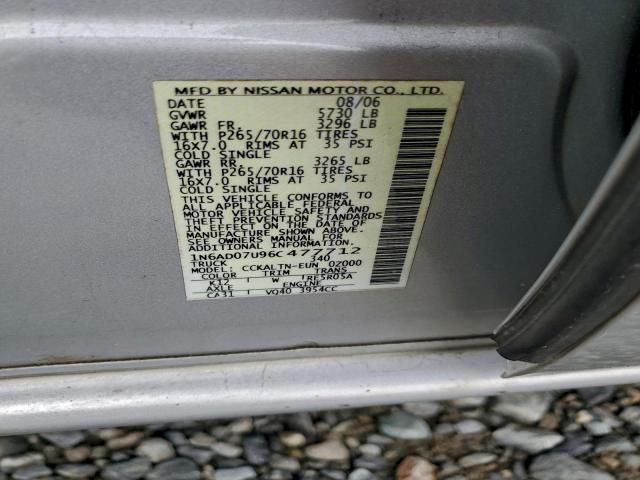 MFD BY NISSAN MOTOR CO., LTD.
DATE 08/06
GVWR 5730 LB
GAWR FR. 3296 LB
WITH P265/70R16 TIRES
16X7.0 RIMS AT 35 PSI
COLD SINGLE
GAWR RR. 3265 LB
WITH P265/70R16 TIRES
16X7.0 RIMS AT 35 PSI
COLD SINGLE
THIS VEHICLE CONFORMS TO
ALL APPLICABLE FEDERAL
MOTOR VEHICLE SAFETY AND
THEFT PREVENTION STANDARDS
IN EFFECT ON THE DATE OF
MANUFACTURE SHOWN ABOVE.
SEE OWNERS MANUAL FOR
ADDITIONAL INFORMATION
1N6AD07U96C477712
TRUCK 340
MODEL: CCKALTN-EUN 02000
COLOR TRIM TRANS
K12 W RE5R05A
AXLE ENGINE
CA31 VQ40 3954CC